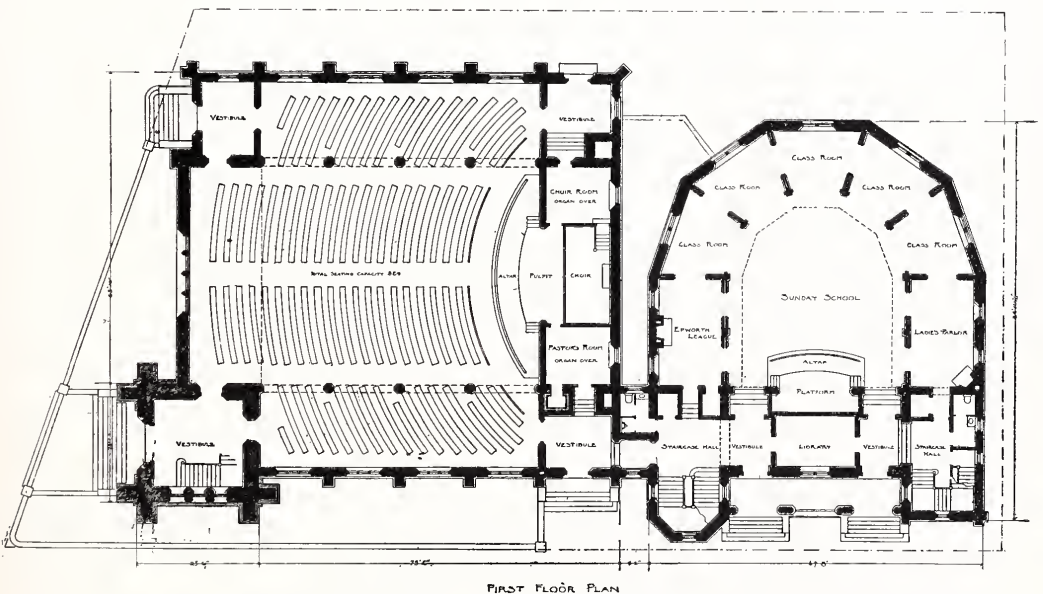 VESTIBULE
VESTIBULE
CHOIR ROOM
ORGAN OVER
TOTAL SEATING CAPACITY 864
ALTAR
PULPIT
CHOIR
PASTOR'S ROOM
ORGAN OVER
VESTIBULE
VESTIBULE
CLASS ROOM
CLASS ROOM
CLASS ROOM
CLASS ROOM
CLASS ROOM
SUNDAY SCHOOL
EPWORTH
LEAGUE
LADIES PARLOR
ALTAR
PLATFORM
STAIRCASE HALL
VESTIBULE
LIBRARY
VESTIBULE
STAIRCASE
HALL
FIRST FLOOR PLAN